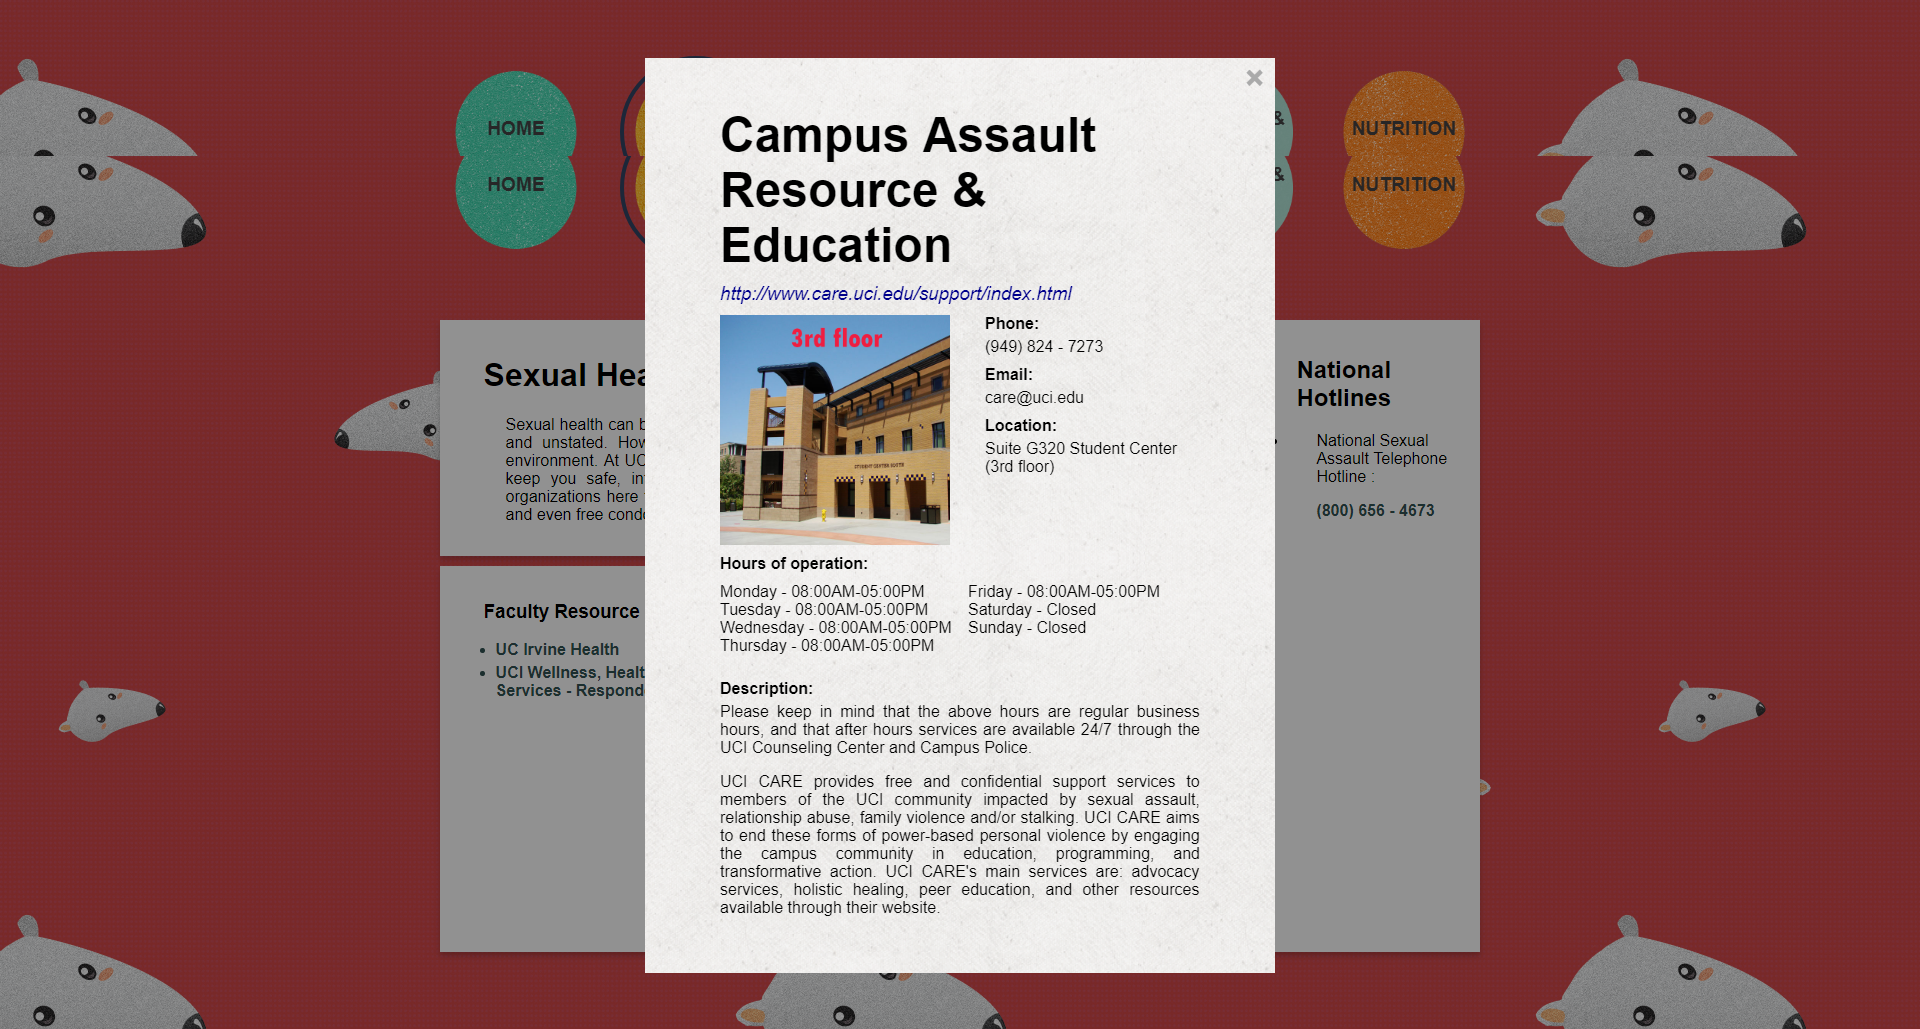 HOME
HOME
&
&
NUTRITION
NUTRITION
Campus Assault
Resource &
Education
http://www.care.uci.edu/support/index.html
3rd floor
STUDENT CENTER SOUTH
Phone:
(949) 824 - 7273
Email:
care@uci.edu
Location:
Suite G320 Student Center
(3rd floor)
Hours of operation:
Monday - 08:00AM-05:00PM
Tuesday - 08:00AM-05:00PM
Wednesday - 08:00AM-05:00PM
Thursday - 08:00AM-05:00PM
Friday - 08:00AM-05:00PM
Saturday - Closed
Sunday - Closed
Description:
Please keep in mind that the above hours are regular business
hours, and that after hours services are available 24/7 through the
UCI Counseling Center and Campus Police.
UCI CARE provides free and confidential support services to
members of the UCI community impacted by sexual assault,
relationship abuse, family violence and/or stalking. UCI CARE aims
to end these forms of power-based personal violence by engaging
the campus community in education, programming, and
transformative action. UCI CARE's main services are: advocacy
services, holistic healing, peer education, and other resources
available through their website.
Sexual Hea
Sexual health can b
and unstated. How
environment. At UC
keep you safe, in
organizations here
and even free cond
Faculty Resource
• UC Irvine Health
• UCI Wellness, Healt
Services - Respond
National
Hotlines
National Sexual
Assault Telephone
Hotline :
(800) 656 - 4673